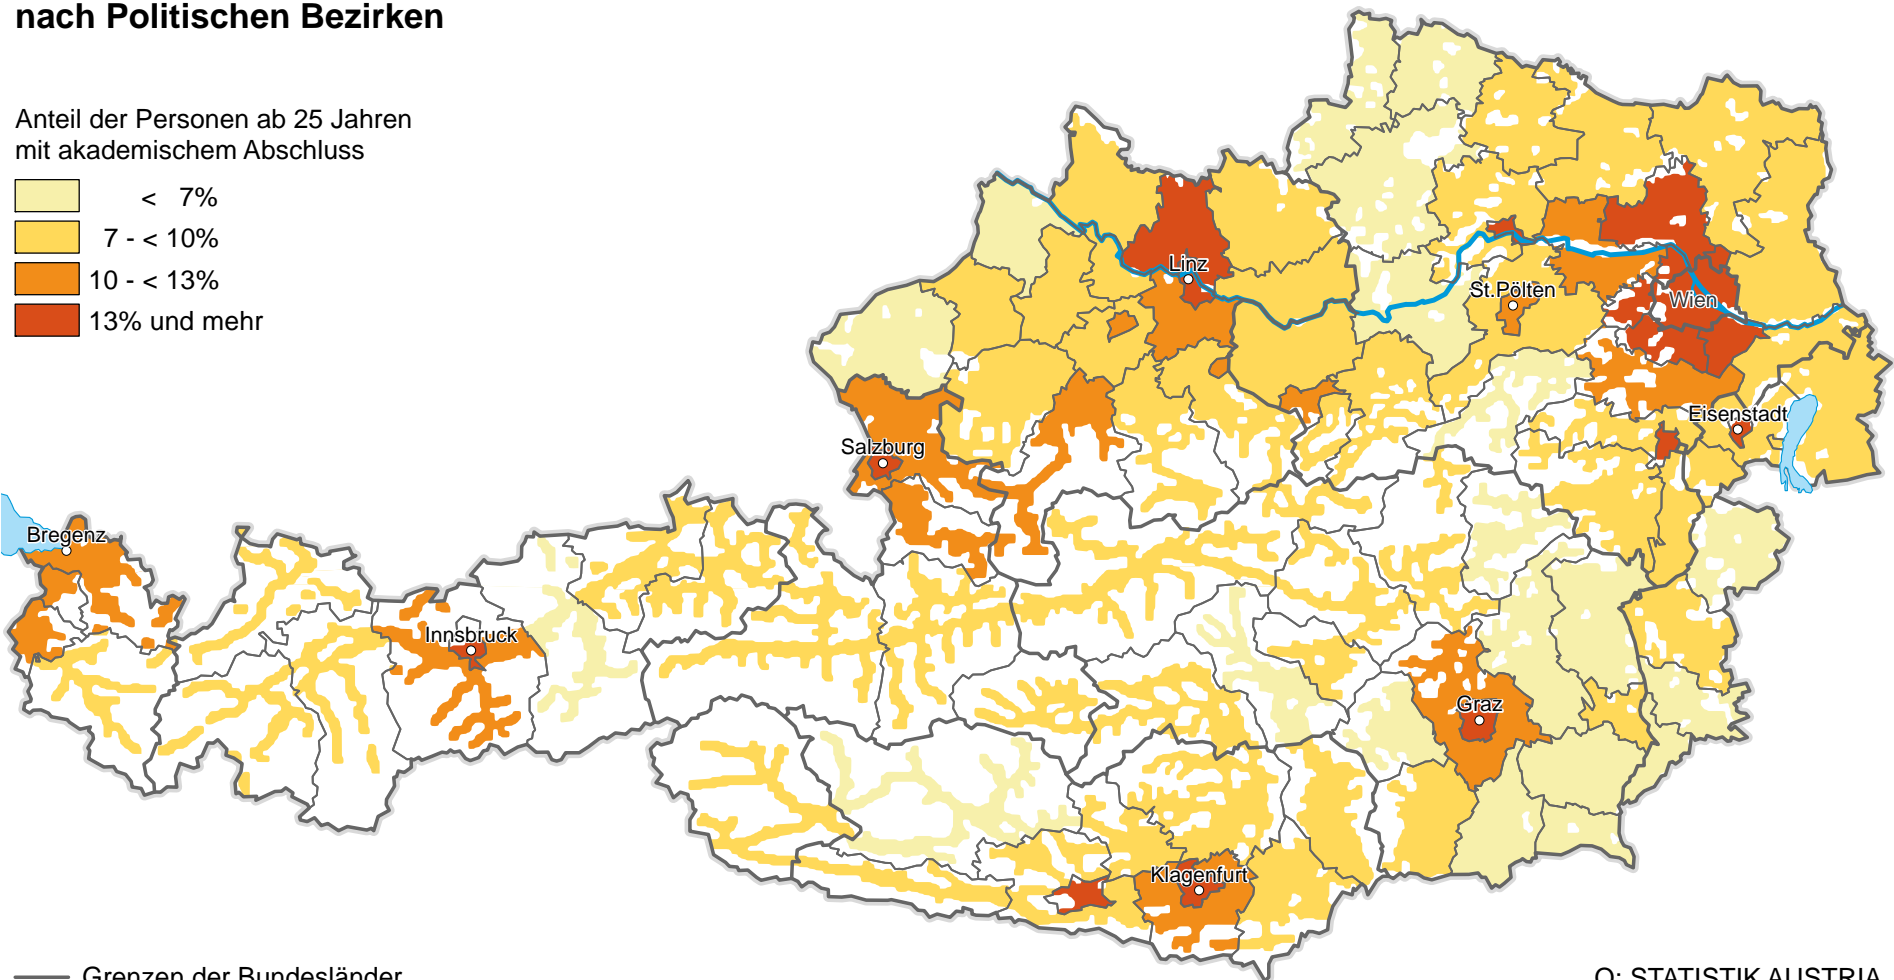 nach Politischen Bezirken
Anteil der Personen ab 25 Jahren
mit akademischem Abschluss
< 7%
7 - < 10%
10 - < 13%
13% und mehr
Linz
St.Pölten
Wien
Eisenstadt
Salzburg
Bregenz
Innsbruck
Graz
Klagenfurt
Grenzen der Bundesländer
Q: STATISTIK AUSTRIA